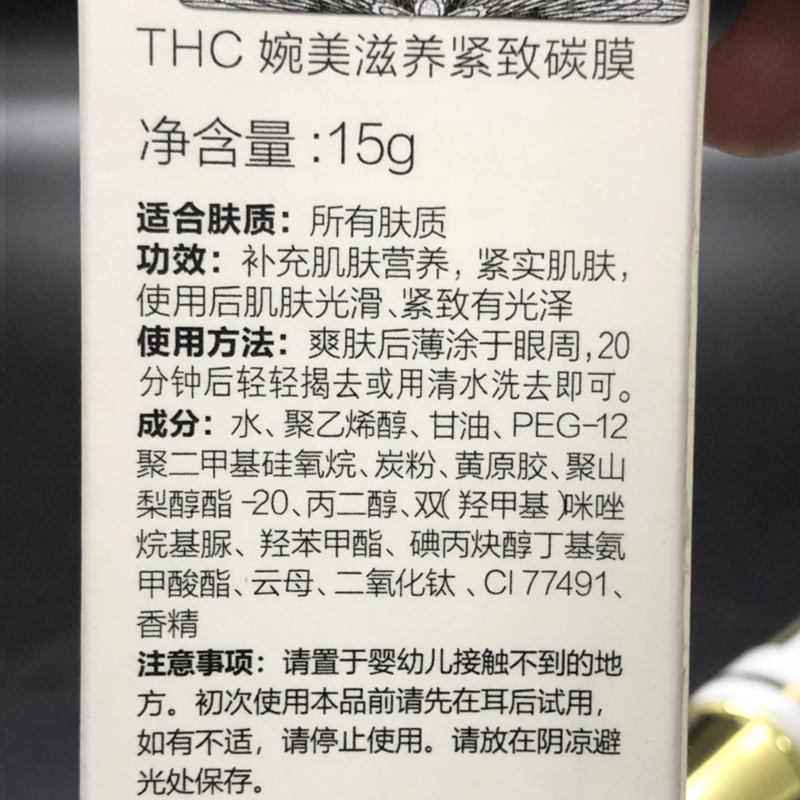 THC 婉美滋养紧致碳膜
净含量:15g
适合肤质：所有肤质
功效：补充肌肤营养，紧实肌肤，
使用后肌肤光滑、紧致有光泽
使用方法：爽肤后薄涂于眼周,20
分钟后轻轻揭去或用清水洗去即可。
成分：水、聚乙烯醇、甘油、PEG-12
聚二甲基硅氧烷、炭粉、黄原胶、聚山
梨醇酯-20、丙二醇、双(羟甲基)咪唑
烷基脲、羟苯甲酯、碘丙炔醇丁基氨
甲酸酯、云母、二氧化钛、CI 77491、
香精
注意事项：请置于婴幼儿接触不到的地
方。初次使用本品前请先在耳后试用，
如有不适，请停止使用。请放在阴凉避
光处保存。